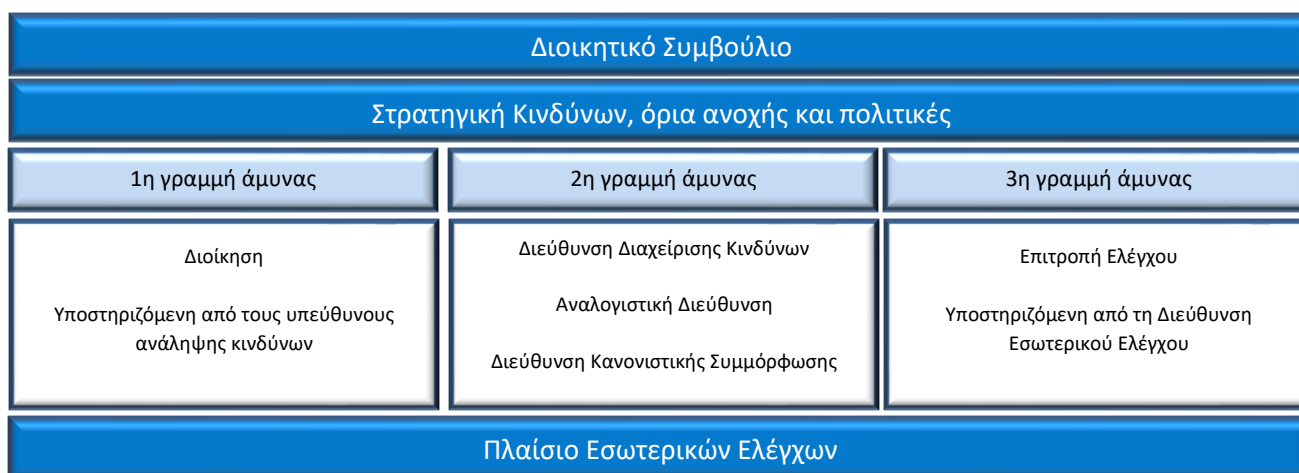 Διοικητικό Συμβούλιο
Στρατηγική Κινδύνων, όρια ανοχής και πολιτικές
1η γραμμή άμυνας
Διοίκηση
Υποστηριζόμενη από τους υπεύθυνους
ανάληψης κινδύνων
2η γραμμή άμυνας
Διεύθυνση Διαχείρισης Κινδύνων
Αναλογιστική Διεύθυνση
Διεύθυνση Κανονιστικής Συμμόρφωσης
3η γραμμή άμυνας
Επιτροπή Ελέγχου
Υποστηριζόμενη από τη Διεύθυνση
Εσωτερικού Ελέγχου
Πλαίσιο Εσωτερικών Ελέγχων